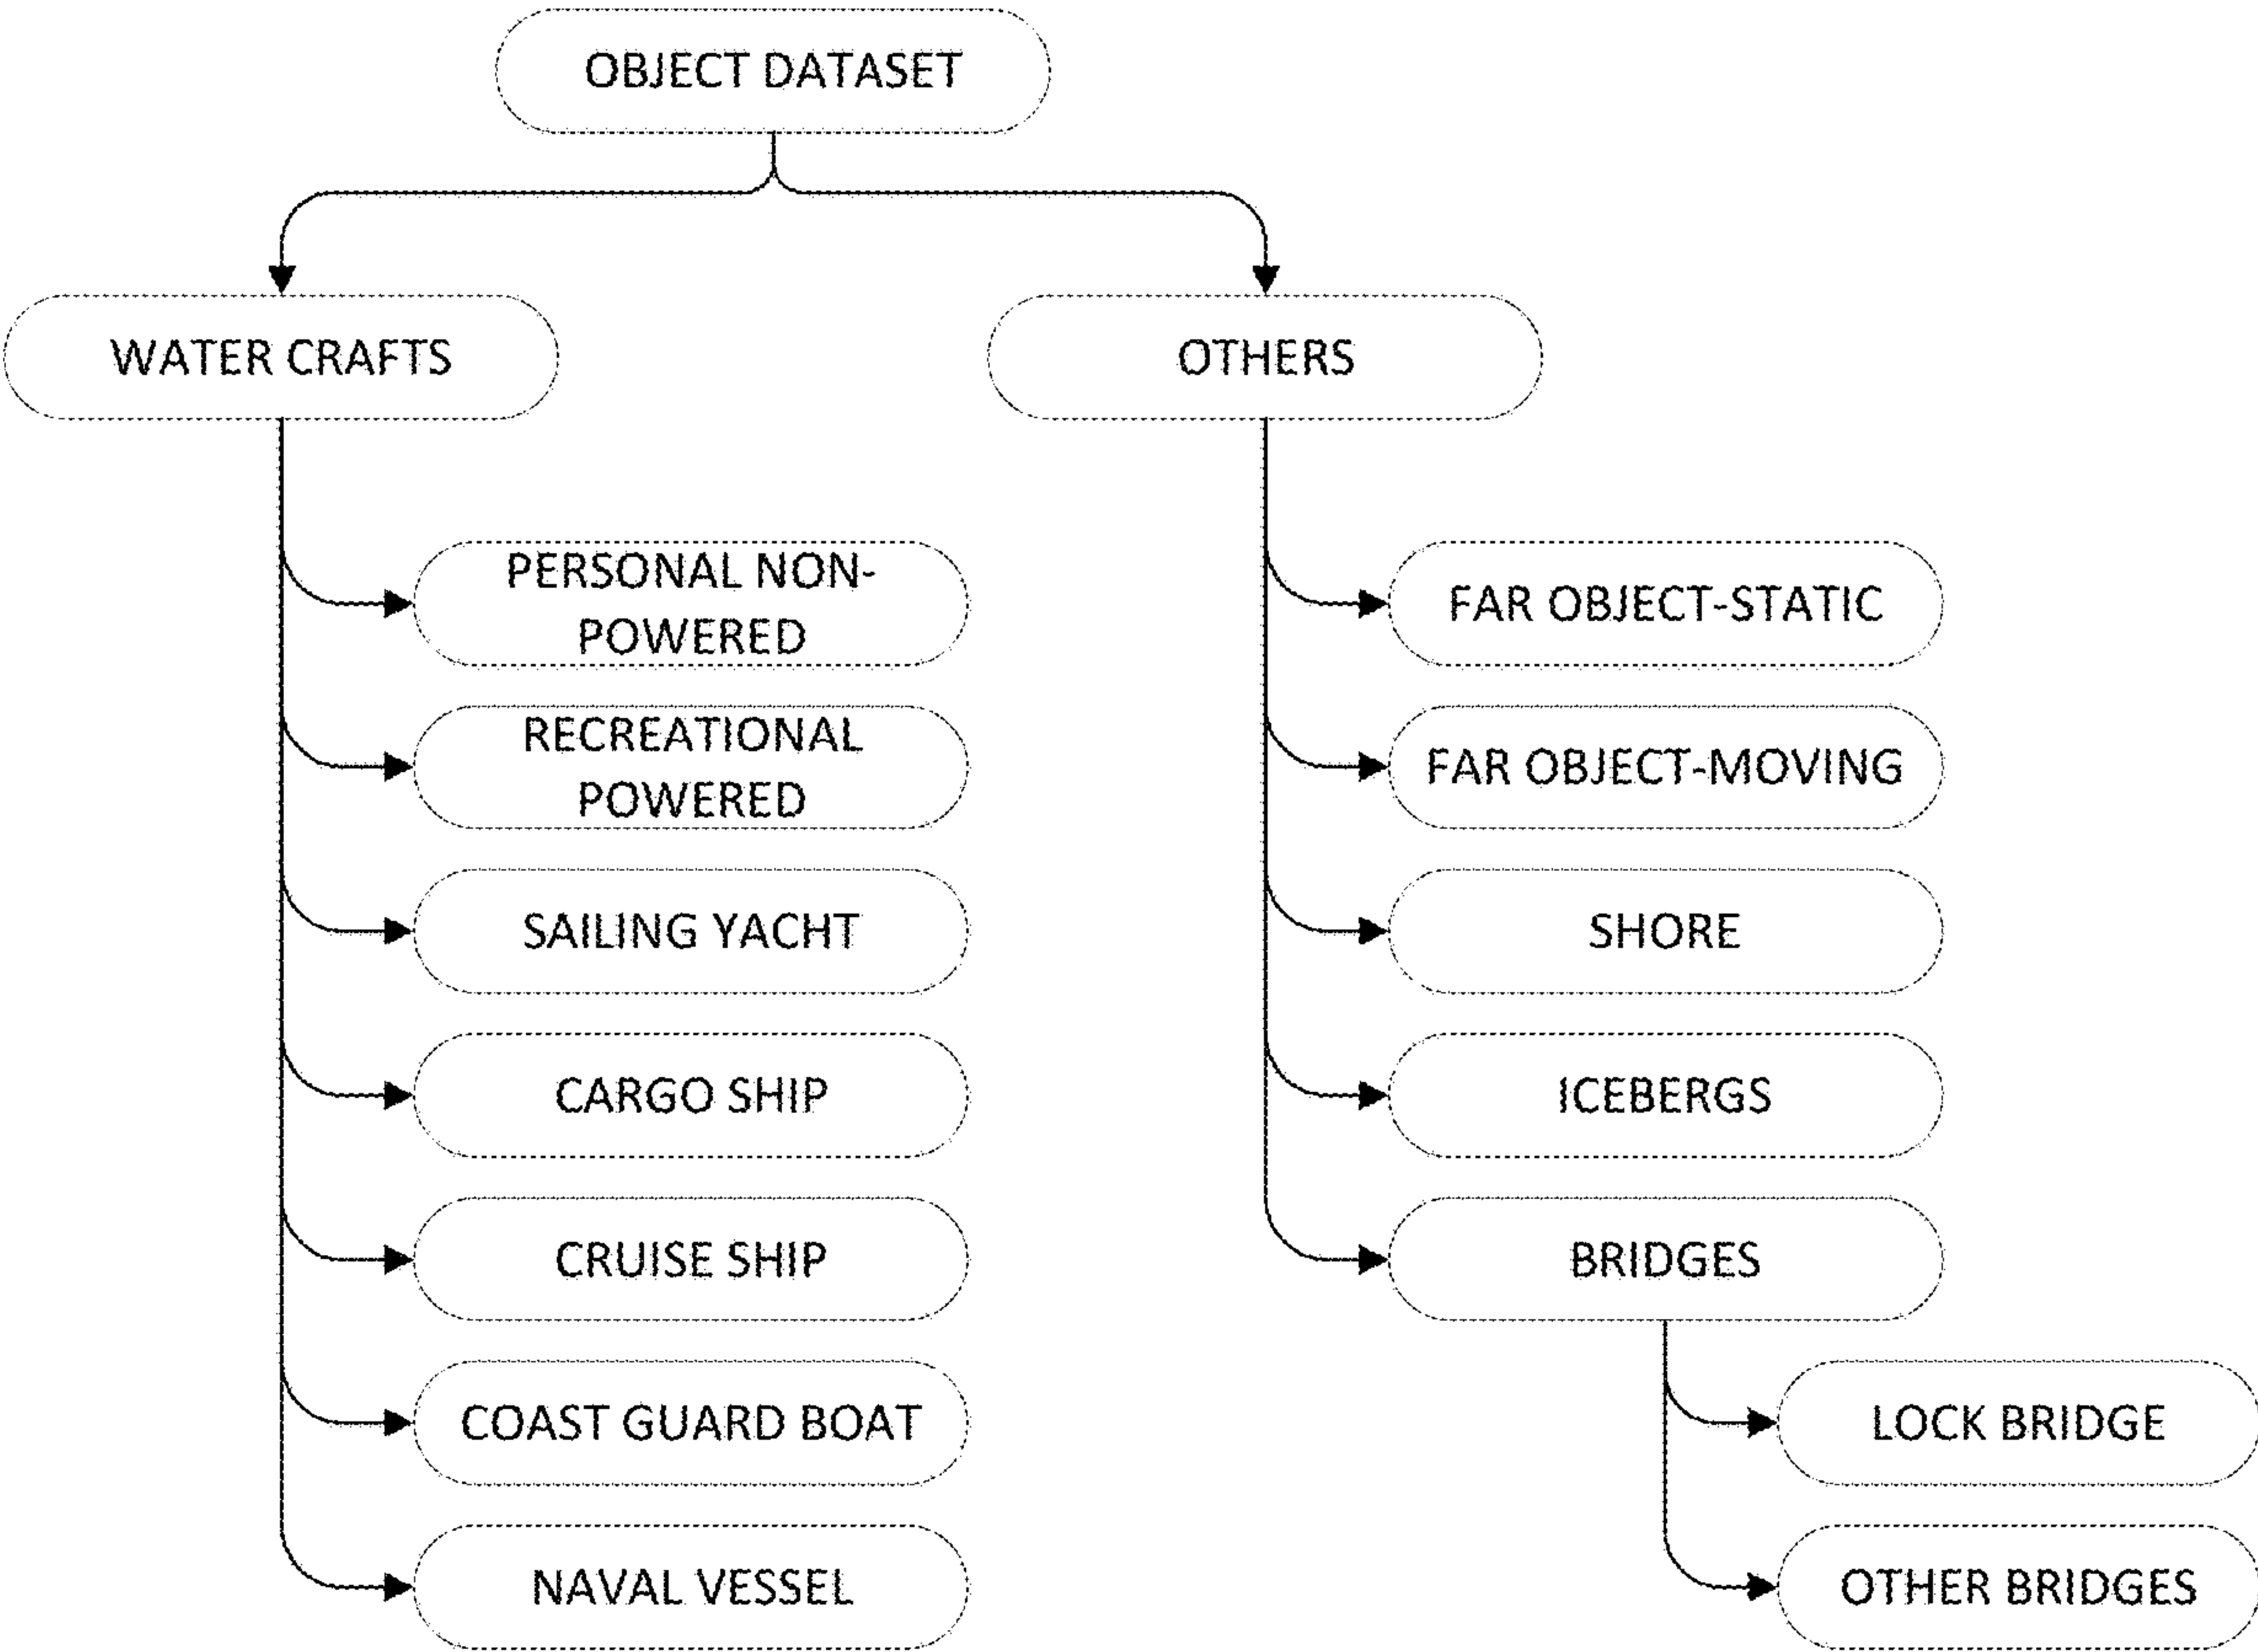 OBJECT DATASET
WATER CRAFTS
OTHERS
PERSONAL NON-
POWERED
RECREATIONAL
POWERED
SAILING YACHT
CARGO SHIP
CRUISE SHIP
COAST GUARD BOAT
NAVAL VESSEL
FAR OBJECT-STATIC
FAR OBJECT-MOVING
SHORE
ICEBERGS
BRIDGES
LOCK BRIDGE
OTHER BRIDGES